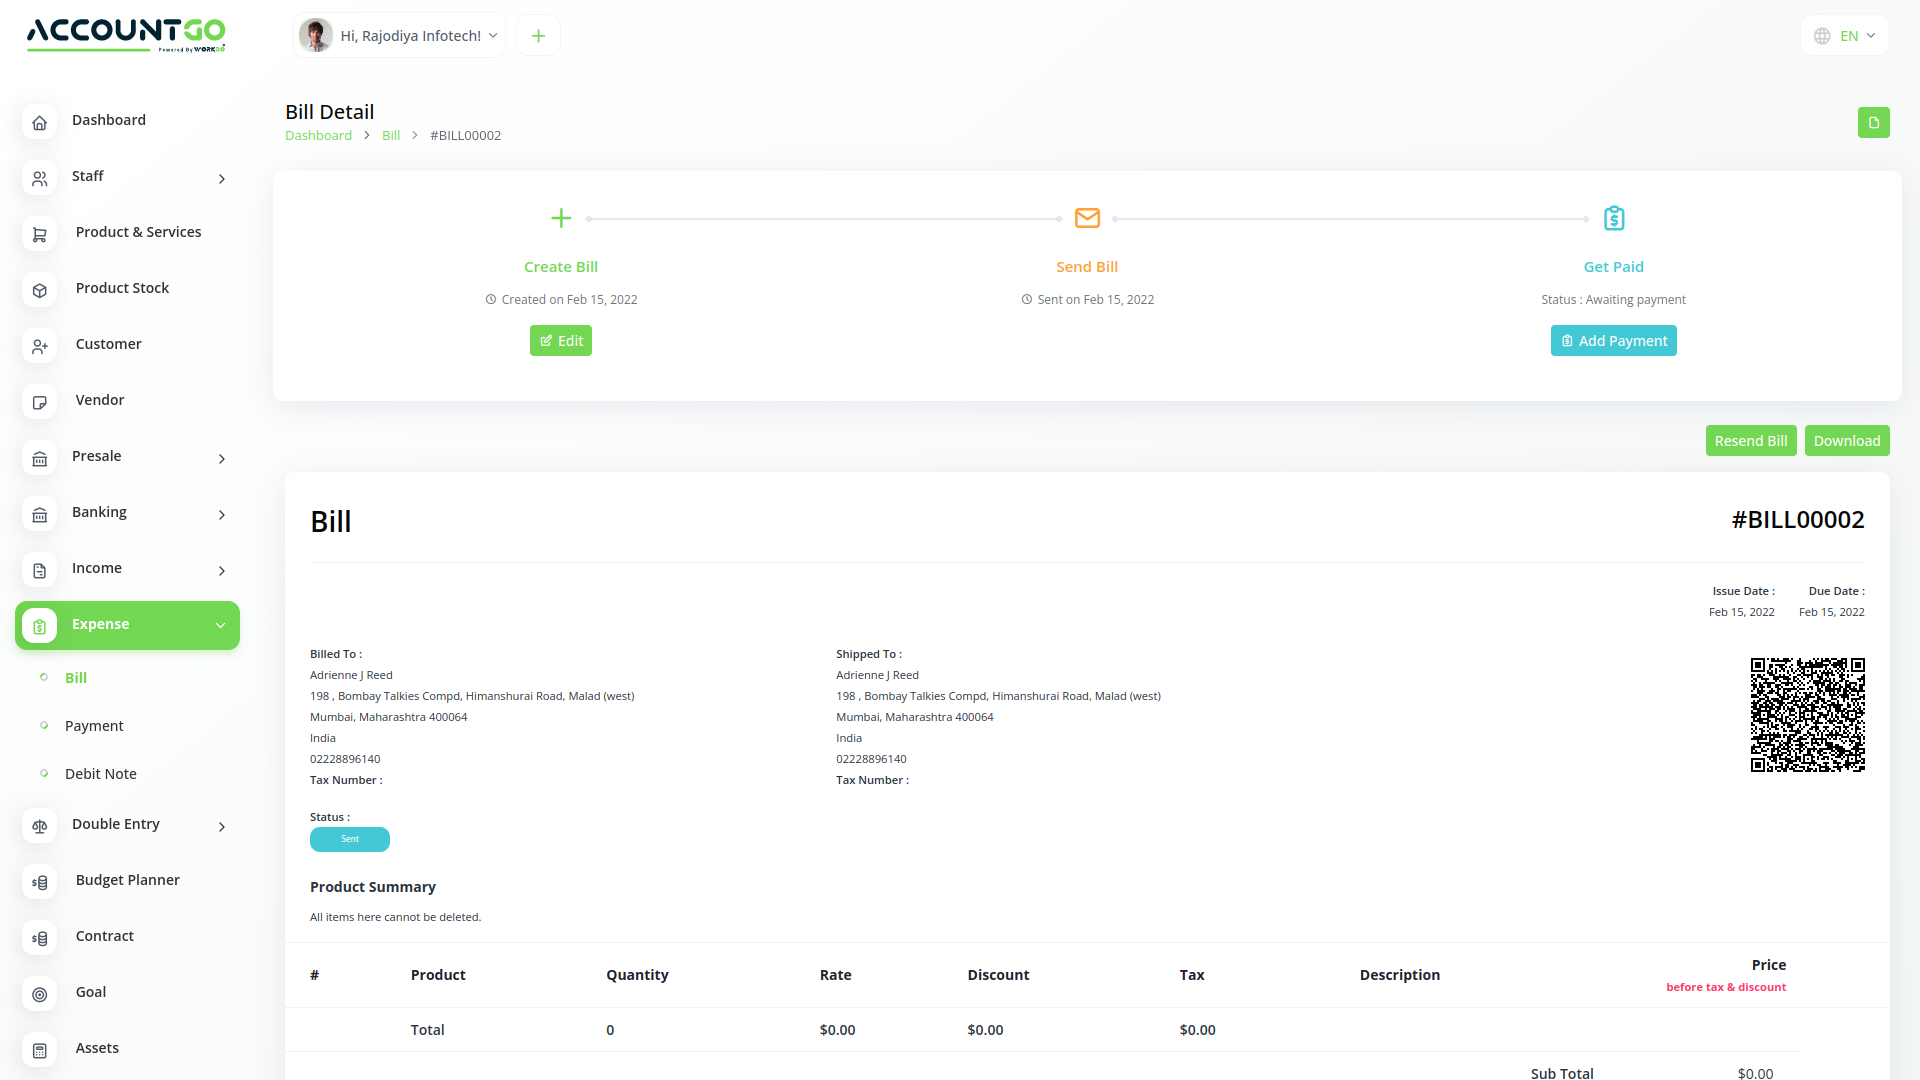 ACCOUNTGO
Powered By WORKDO
Hi, Rajodiya Infotech!
EN
Dashboard
Staff
Product & Services
Product Stock
Customer
Vendor
Presale
Banking
Income
Expense
Bill
Payment
Debit Note
Double Entry
Budget Planner
Contract
Goal
Assets
Bill Detail
Dashboard > Bill > #BILL00002
Create Bill
Created on Feb 15, 2022
Edit
Send Bill
Sent on Feb 15, 2022
Get Paid
Status : Awaiting payment
Add Payment
Resend Bill
Download
Bill
#BILL00002
Issue Date :
Feb 15, 2022
Due Date :
Feb 15, 2022
Billed To :
Adrienne J Reed
198 , Bombay Talkies Compd, Himanshurai Road, Malad (west)
Mumbai, Maharashtra 400064
India
02228896140
Tax Number :
Shipped To :
Adrienne J Reed
198 , Bombay Talkies Compd, Himanshurai Road, Malad (west)
Mumbai, Maharashtra 400064
India
02228896140
Tax Number :
Status :
Sent
Product Summary
All items here cannot be deleted.
# Product Quantity Rate Discount Tax Description Price
before tax & discount
Total 0 $0.00 $0.00 $0.00
Sub Total $0.00